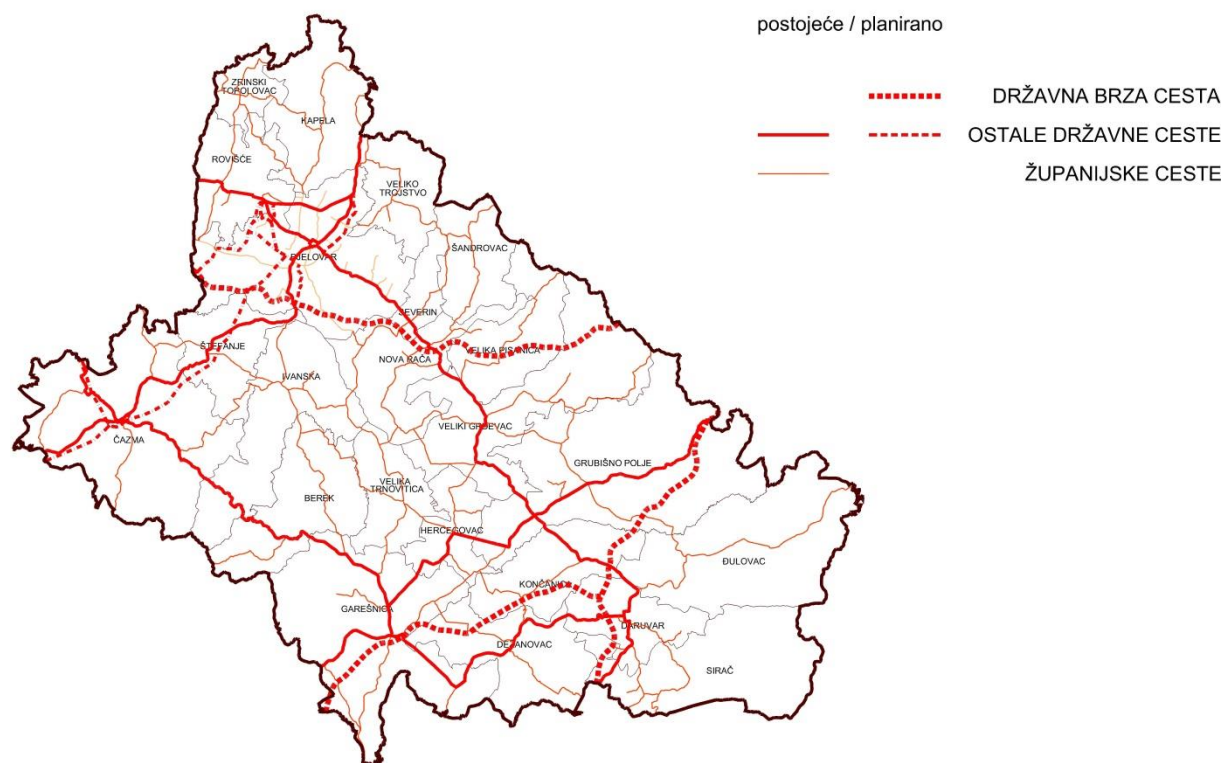 postojeće / planirano
DRŽAVNA BRZA CESTA
OSTALE DRŽAVNE CESTE
ŽUPANIJSKE CESTE
ZRINSKI
TOPOLOVAC
KAPELA
ROVIŠĆE
VELIKO
TROJSTVO
ŠANDROVAC
BJELOVAR
SEVERIN
ŠTEFANJE
NOVA RAČA
VELIKA PISANICA
IVANSKA
VELIKI GRĐEVAC
ČAZMA
GRUBIŠNO POLJE
VELIKA
TRNOVITICA
BEREK
HERCEGOVAC
ĐULOVAC
KONČANICA
GAREŠNICA
DARUVAR
DEŽANOVAC
SIRAČ